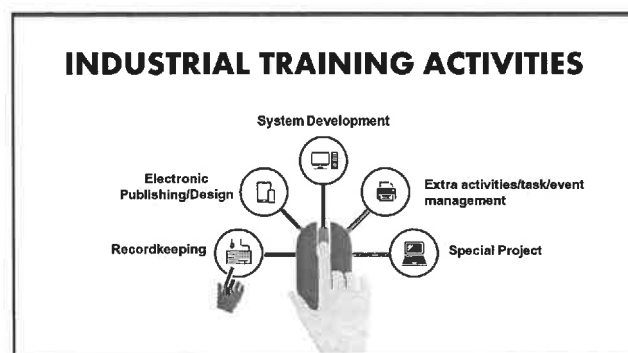 INDUSTRIAL TRAINING ACTIVITIES
System Development
Electronic
Publishing/Design
Extra activities/task/event
management
Recordkeeping
Special Project